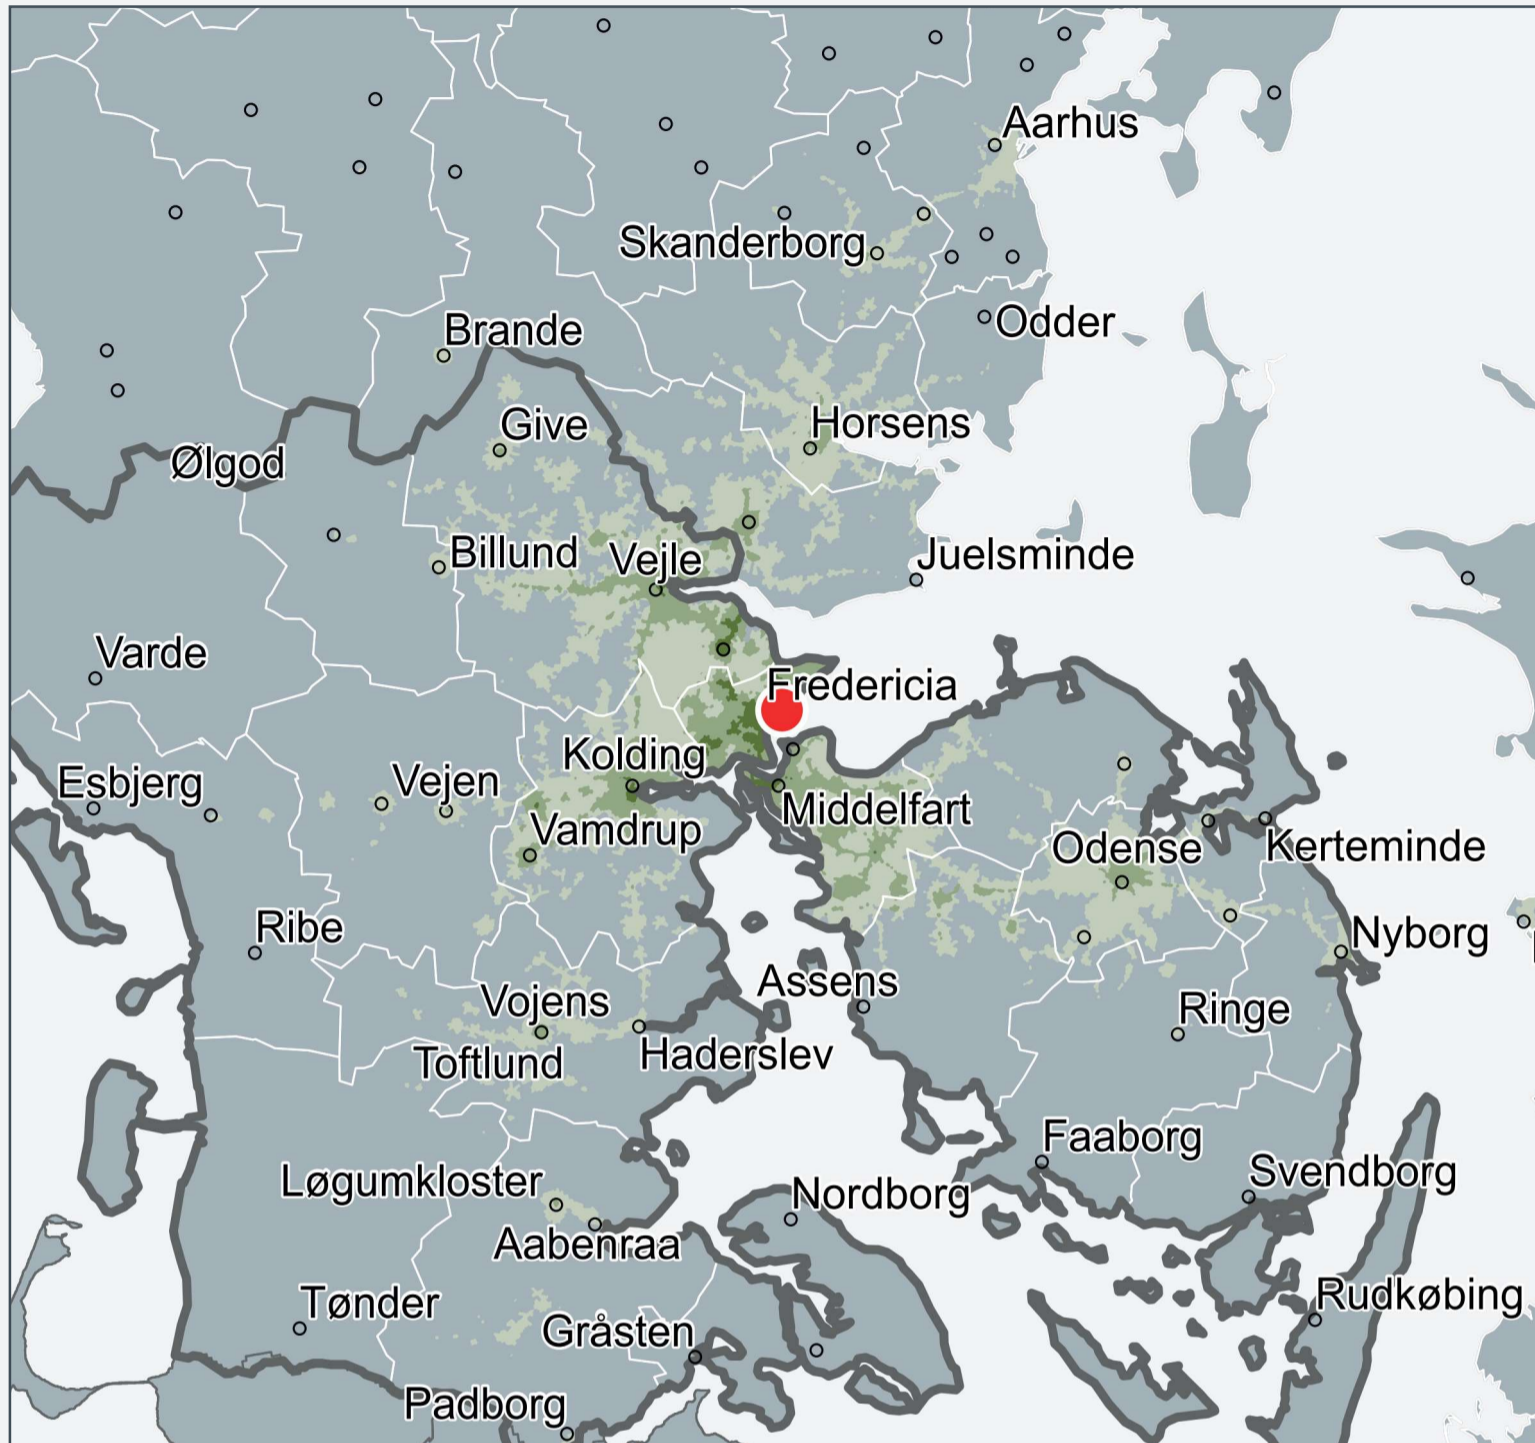 Aarhus
Skanderborg
Odder
Brande
Give
Horsens
Ølgod
Billund
Vejle
Juelsminde
Varde
Fredericia
Kolding
Esbjerg
Vejen
Middelfart
Vamdrup
Odense
Kerteminde
Ribe
Nyborg
Assens
Vojens
Ringe
Haderslev
Toftlund
Faaborg
Svendborg
Løgumkloster
Nordborg
Aabenraa
Rudkøbing
Tønder
Gråsten
Padborg